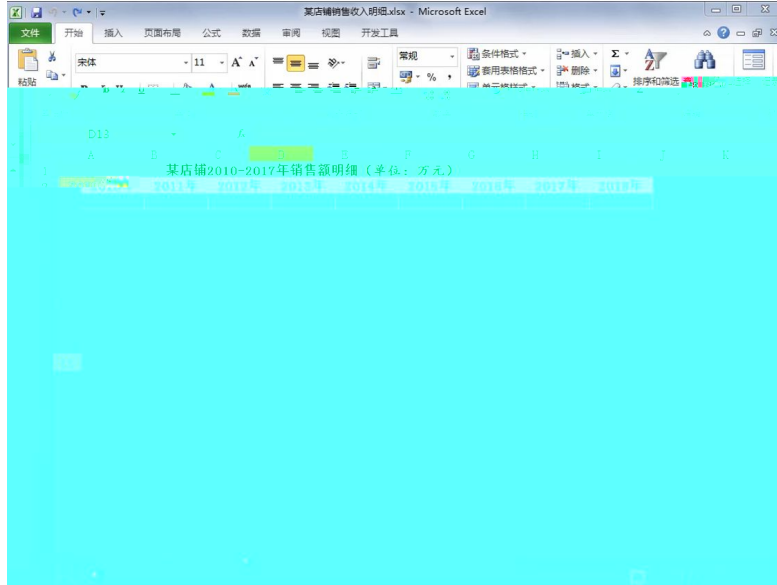 某店铺销售收入明细.xlsx - Microsoft Excel
文件 开始 插入 页面布局 公式 数据 审阅 视图 开发工具
宋体 11 A A 常规 条件格式 插入 Σ
粘贴 % , 套用表格格式 删除 排序和筛选
D13
A B C D E F G H I J K
1 某店铺2010-2017年销售额明细（单位：万元）
2011年 2012年 2013年 2014年 2015年 2016年 2017年 2018年